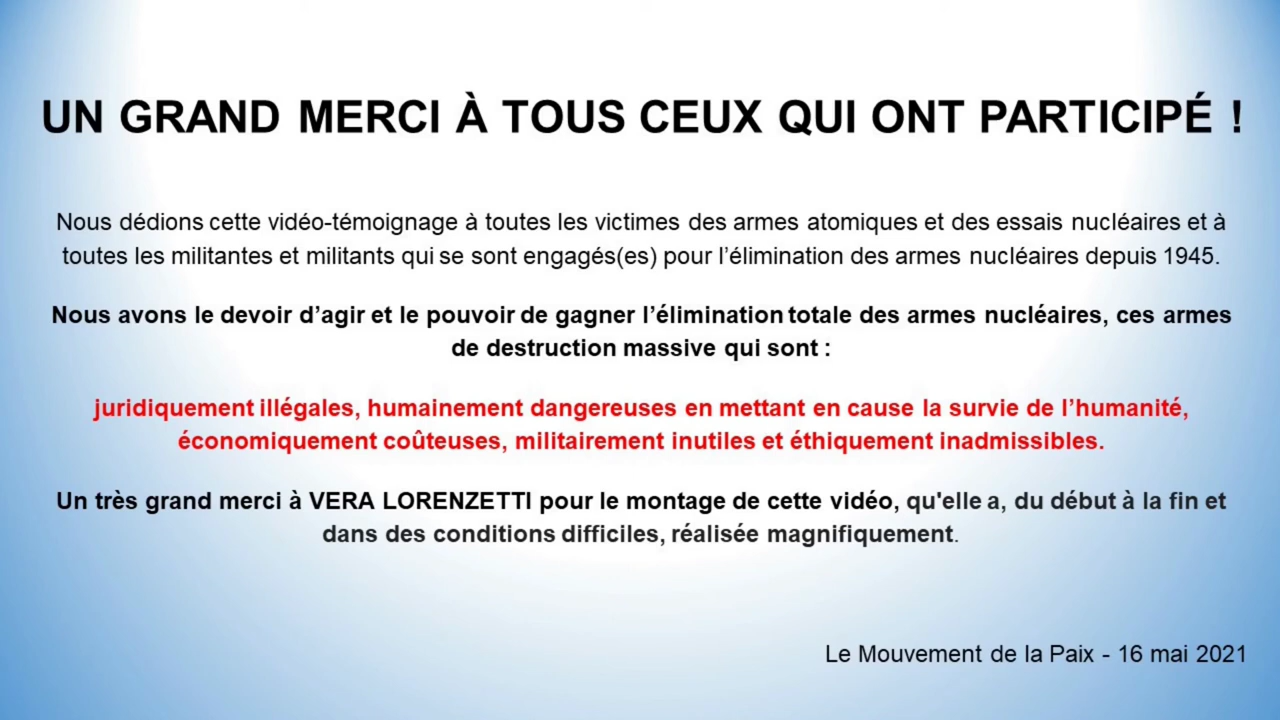 UN GRAND MERCI À TOUS CEUX QUI ONT PARTICIPÉ !
Nous dédions cette vidéo-témoignage à toutes les victimes des armes atomiques et des essais nucléaires et à
toutes les militantes et militants qui se sont engagés(es) pour l’élimination des armes nucléaires depuis 1945.
Nous avons le devoir d’agir et le pouvoir de gagner l’élimination totale des armes nucléaires, ces armes
de destruction massive qui sont :
juridiquement illégales, humainement dangereuses en mettant en cause la survie de l’humanité,
économiquement coûteuses, militairement inutiles et éthiquement inadmissibles.
Un très grand merci à VERA LORENZETTI pour le montage de cette vidéo, qu'elle a, du début à la fin et
dans des conditions difficiles, réalisée magnifiquement.
Le Mouvement de la Paix - 16 mai 2021